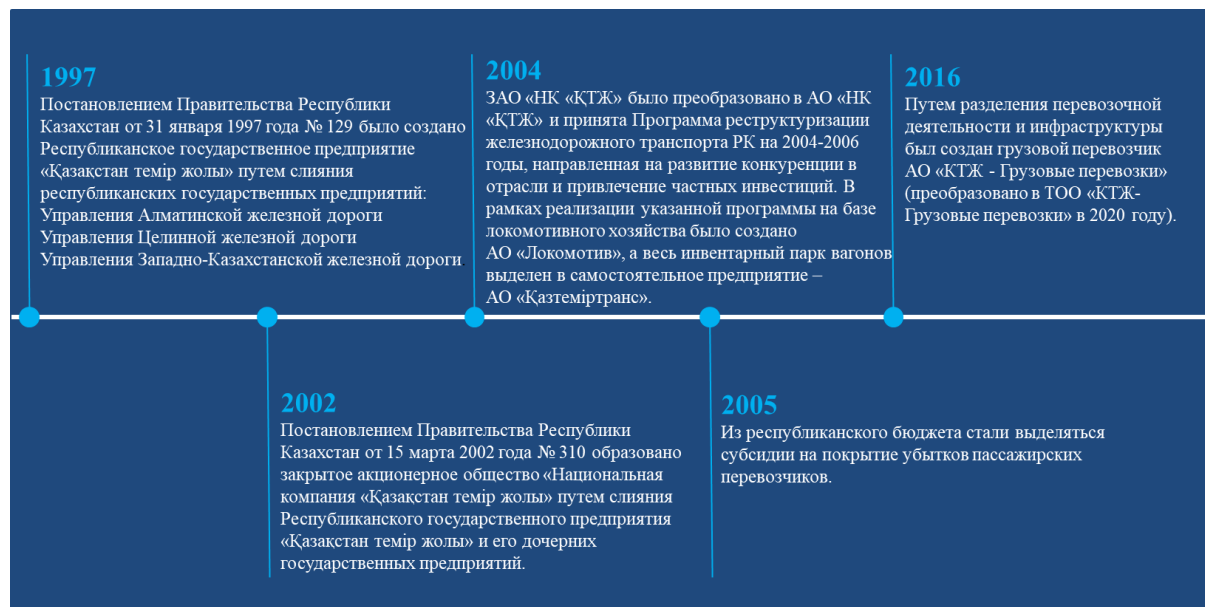 1997
Постановлением Правительства Республики
Казахстан от 31 января 1997 года № 129 было создано
Республиканское государственное предприятие
«Қазақстан темір жолы» путем слияния
республиканских государственных предприятий:
Управления Алматинской железной дороги
Управления Целинной железной дороги
Управления Западно-Казахстанской железной дороги.
2002
Постановлением Правительства Республики
Казахстан от 15 марта 2002 года № 310 образовано
закрытое акционерное общество «Национальная
компания «Қазақстан темір жолы» путем слияния
Республиканского государственного предприятия
«Қазақстан темір жолы» и его дочерних
государственных предприятий.
2004
ЗАО «НК «ҚТЖ» было преобразовано в АО «НК
«ҚТЖ» и принята Программа реструктуризации
железнодорожного транспорта РК на 2004-2006
годы, направленная на развитие конкуренции в
отрасли и привлечение частных инвестиций. В
рамках реализации указанной программы на базе
локомотивного хозяйства было создано
АО «Локомотив», а весь инвентарный парк вагонов
выделен в самостоятельное предприятие –
АО «Қазтеміртранс».
2005
Из республиканского бюджета стали выделяться
субсидии на покрытие убытков пассажирских
перевозчиков.
2016
Путем разделения перевозочной
деятельности и инфраструктуры
был создан грузовой перевозчик
АО «КТЖ - Грузовые перевозки»
(преобразовано в ТОО «КТЖ-
Грузовые перевозки» в 2020 году).